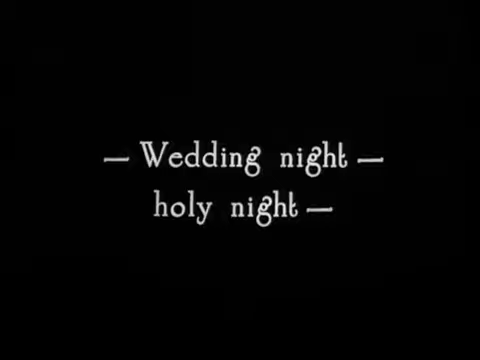 — Wedding night —
holy night —